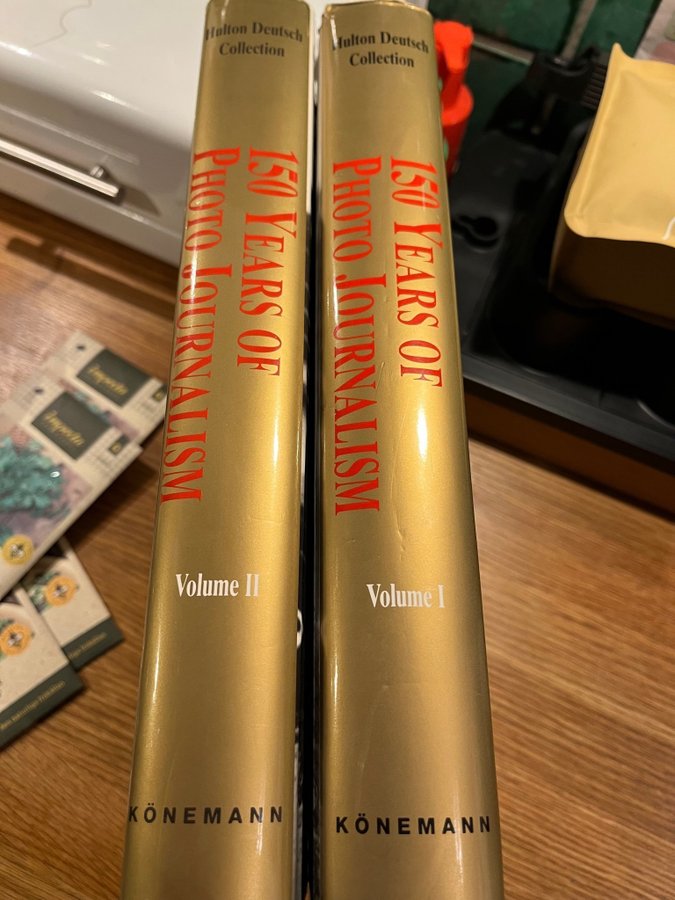 Hulton Deutsch
Collection
150 YEARS OF
PHOTO JOURNALISM
Volume II
KÖNEMANN
Hulton Deutsch
Collection
150 YEARS OF
PHOTO JOURNALISM
Volume I
KÖNEMANN